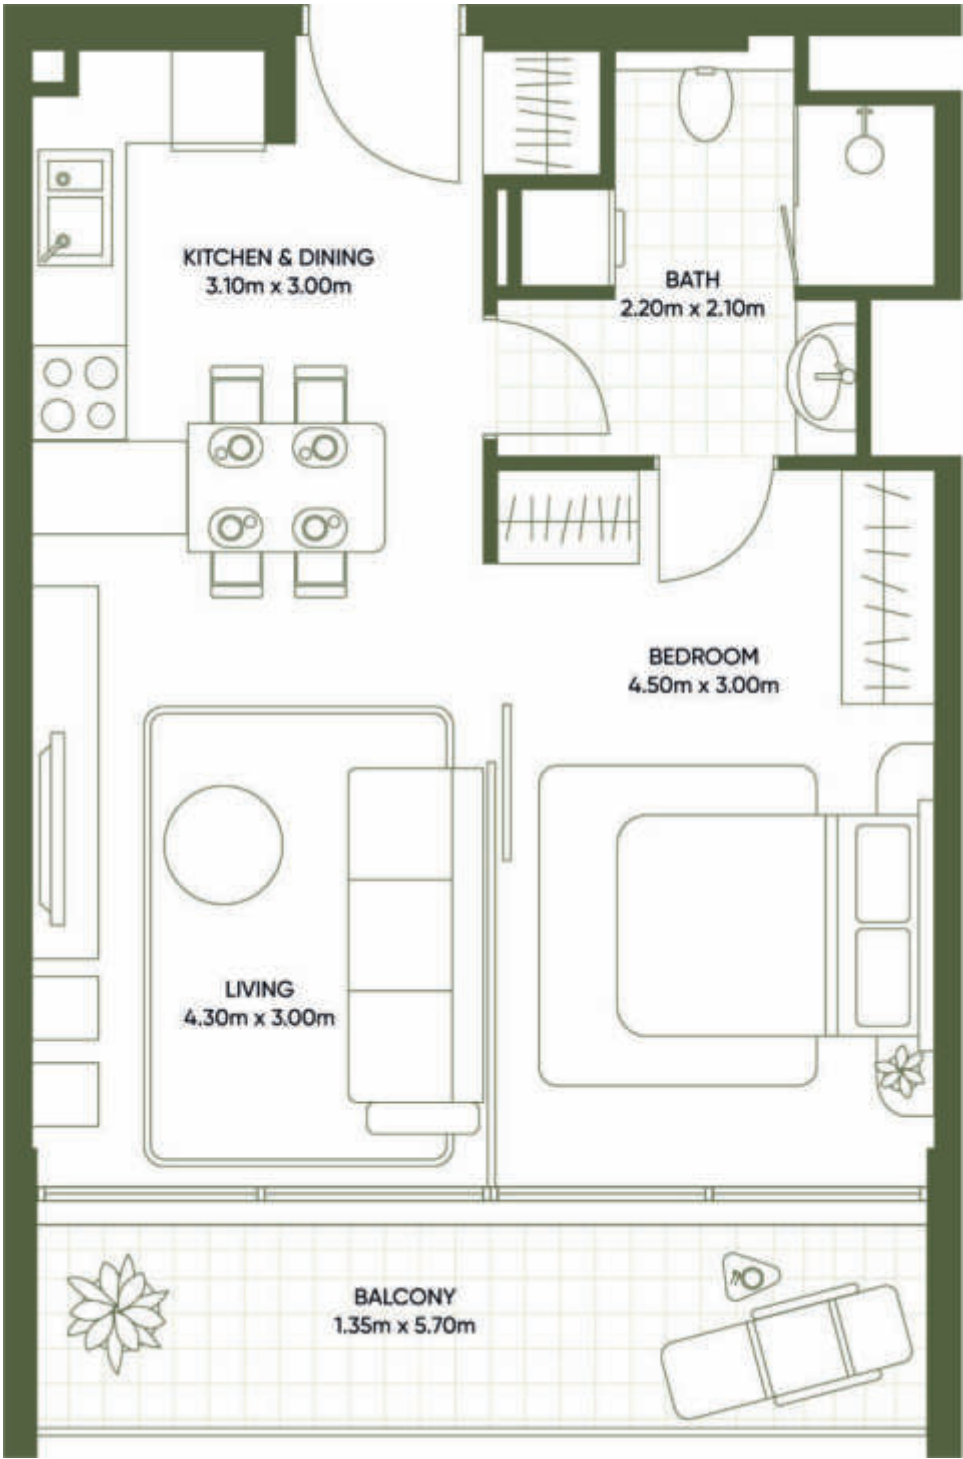 KITCHEN & DINING
3.10m x 3.00m
BATH
2.20m x 2.10m
BEDROOM
4.50m x 3.00m
LIVING
4.30m x 3.00m
BALCONY
1.35m x 5.70m